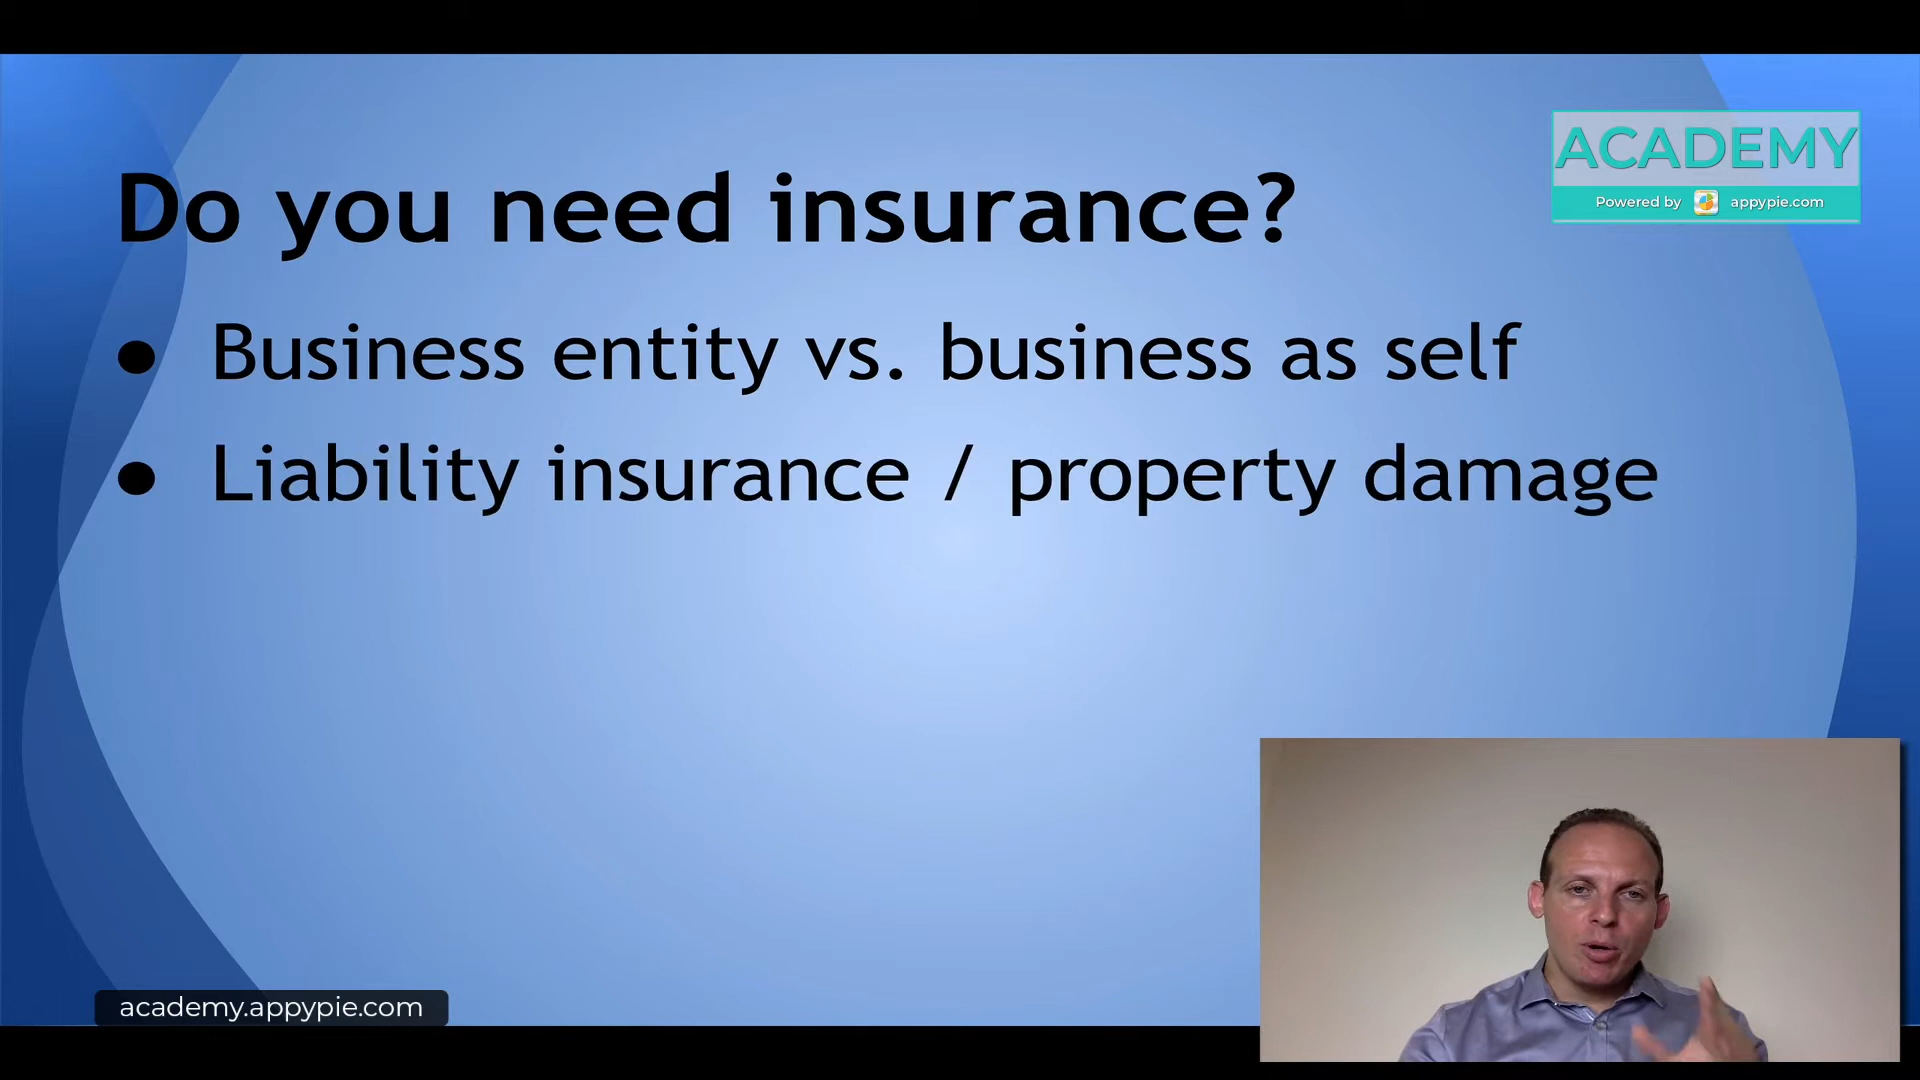 ACADEMY
Powered by appypie.com
Do you need insurance?
● Business entity vs. business as self
● Liability insurance / property damage
academy.appypie.com